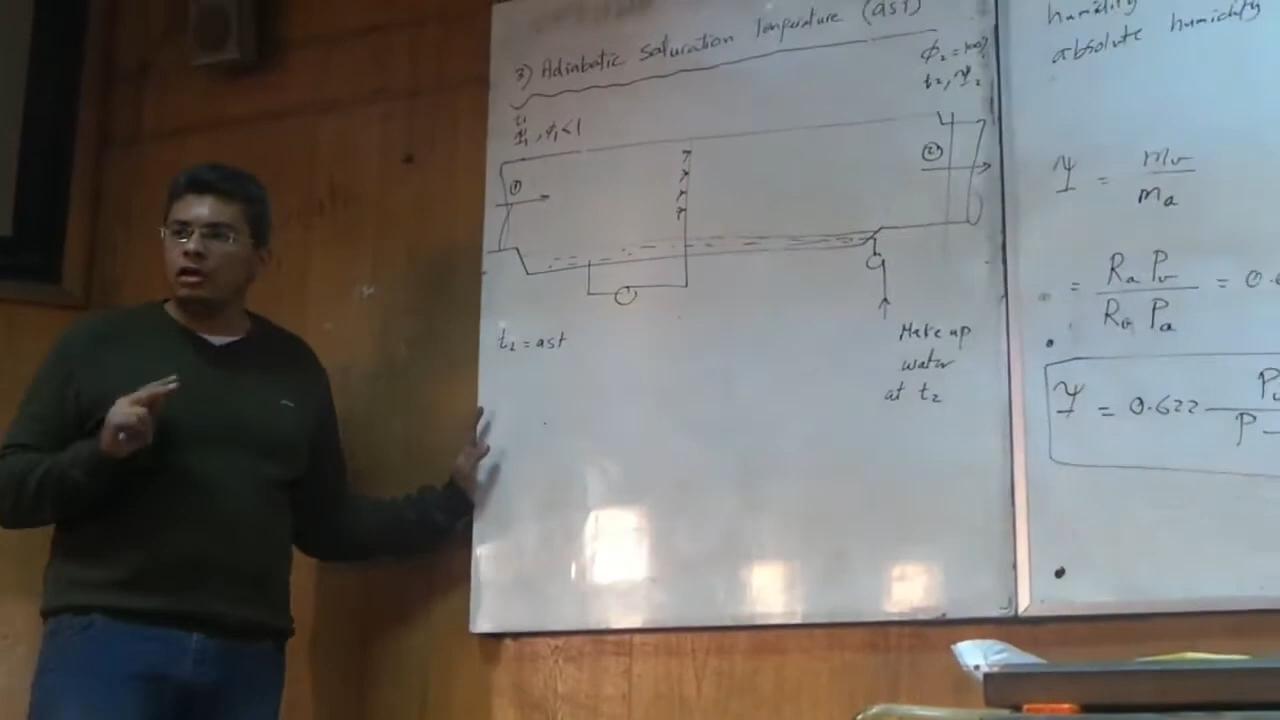 3) Adiabatic saturation Temperature (ast)
t₁
Ψ₁, φ₁<1
φ₂ = 100%
t₂, Ψ₂
①
②
t₂ = ast
Make up
water
at t₂
humidity
absolute humidity
Ψ = mᵥ / mₐ
= Rₐ Pᵥ / Rᵥ Pₐ = 0.
Ψ = 0.622 Pᵥ / P -